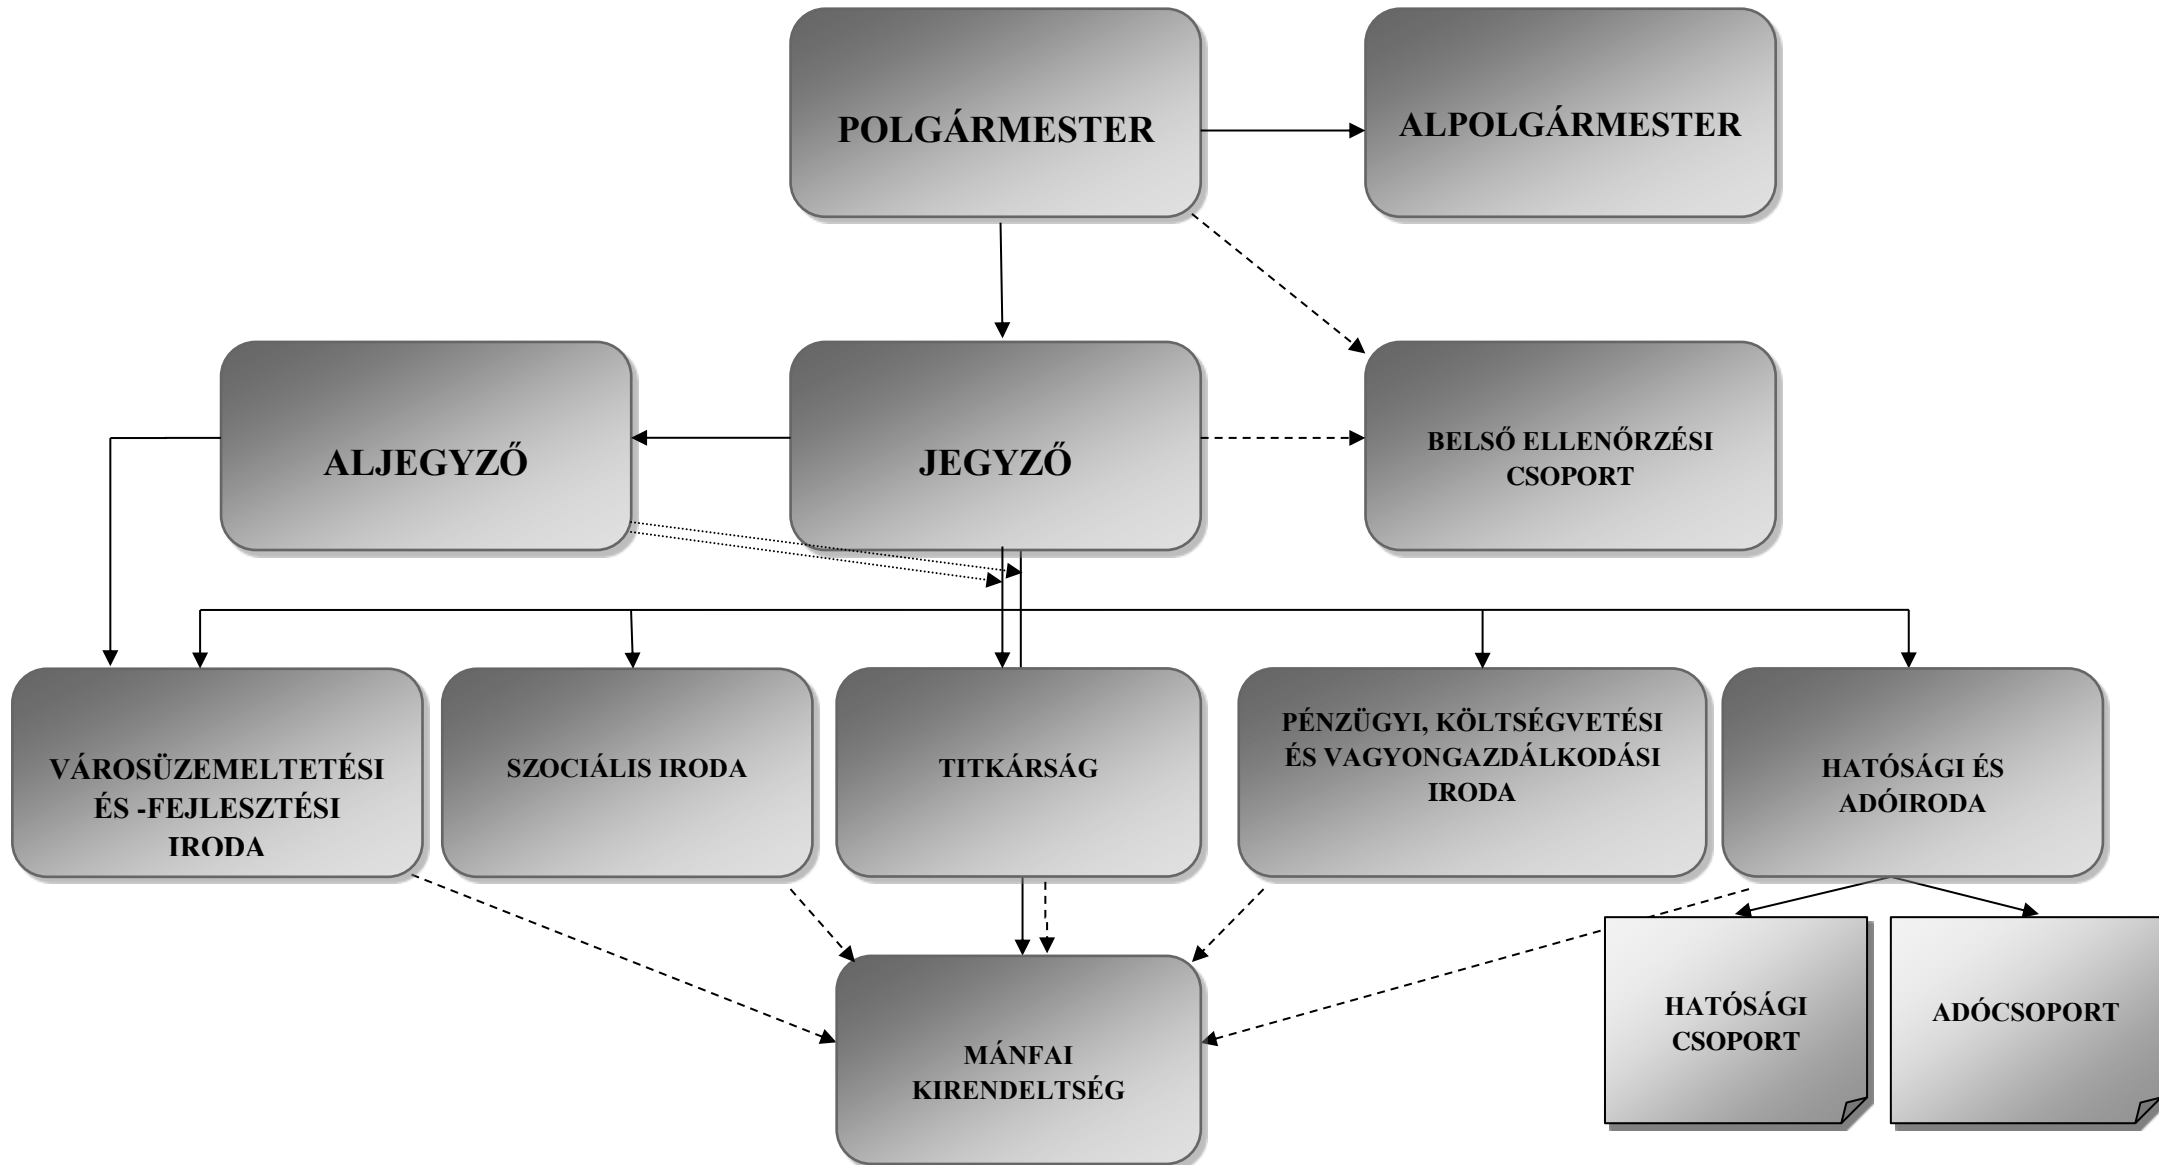 POLGÁRMESTER
ALPOLGÁRMESTER
ALJEGYZŐ
JEGYZŐ
BELSŐ ELLENŐRZÉSI
CSOPORT
VÁROSÜZEMELTETÉSI
ÉS -FEJLESZTÉSI
IRODA
SZOCIÁLIS IRODA
TITKÁRSÁG
PÉNZÜGYI, KÖLTSÉGVETÉSI
ÉS VAGYONGAZDÁLKODÁSI
IRODA
HATÓSÁGI ÉS
ADÓIRODA
MÁNFAI
KIRENDELTSÉG
HATÓSÁGI
CSOPORT
ADÓCSOPORT